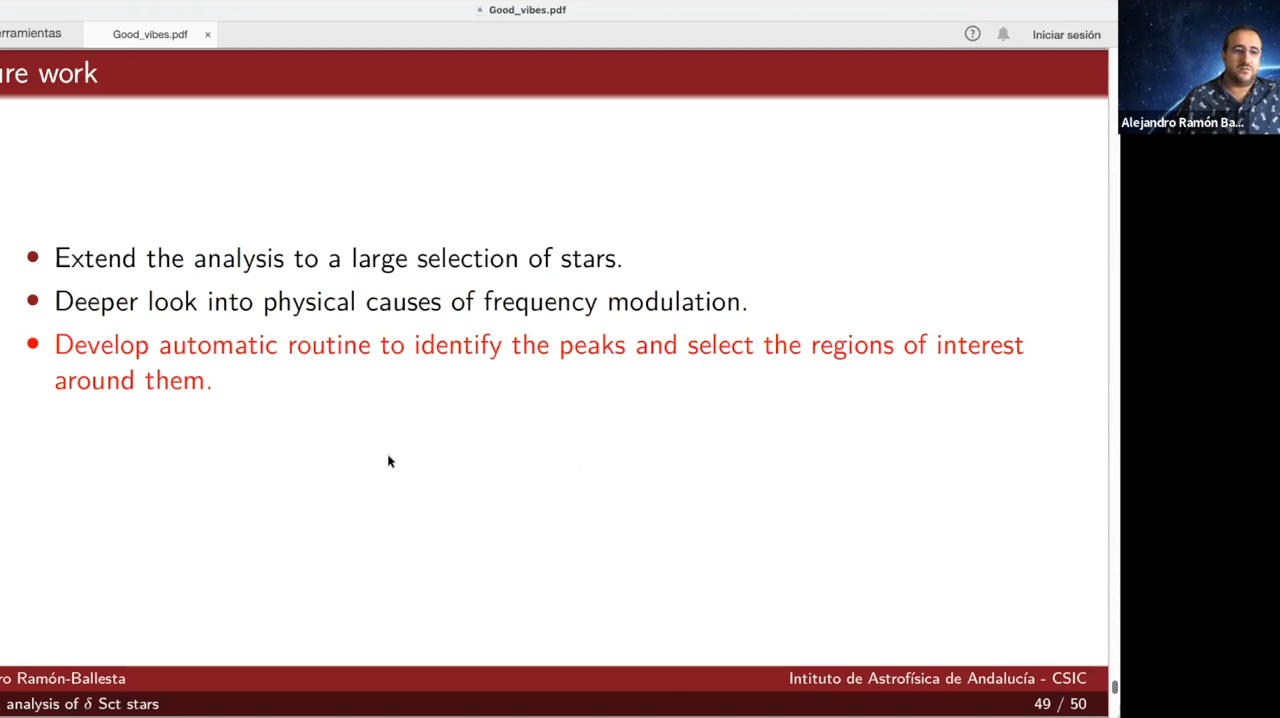 Good_vibes.pdf
erramientas
Good_vibes.pdf ×
? Iniciar sesión
ure work
Alejandro Ramón Ba...
• Extend the analysis to a large selection of stars.
• Deeper look into physical causes of frequency modulation.
• Develop automatic routine to identify the peaks and select the regions of interest
around them.
ro Ramón-Ballesta
Intituto de Astrofísica de Andalucía - CSIC
analysis of δ Sct stars
49 / 50